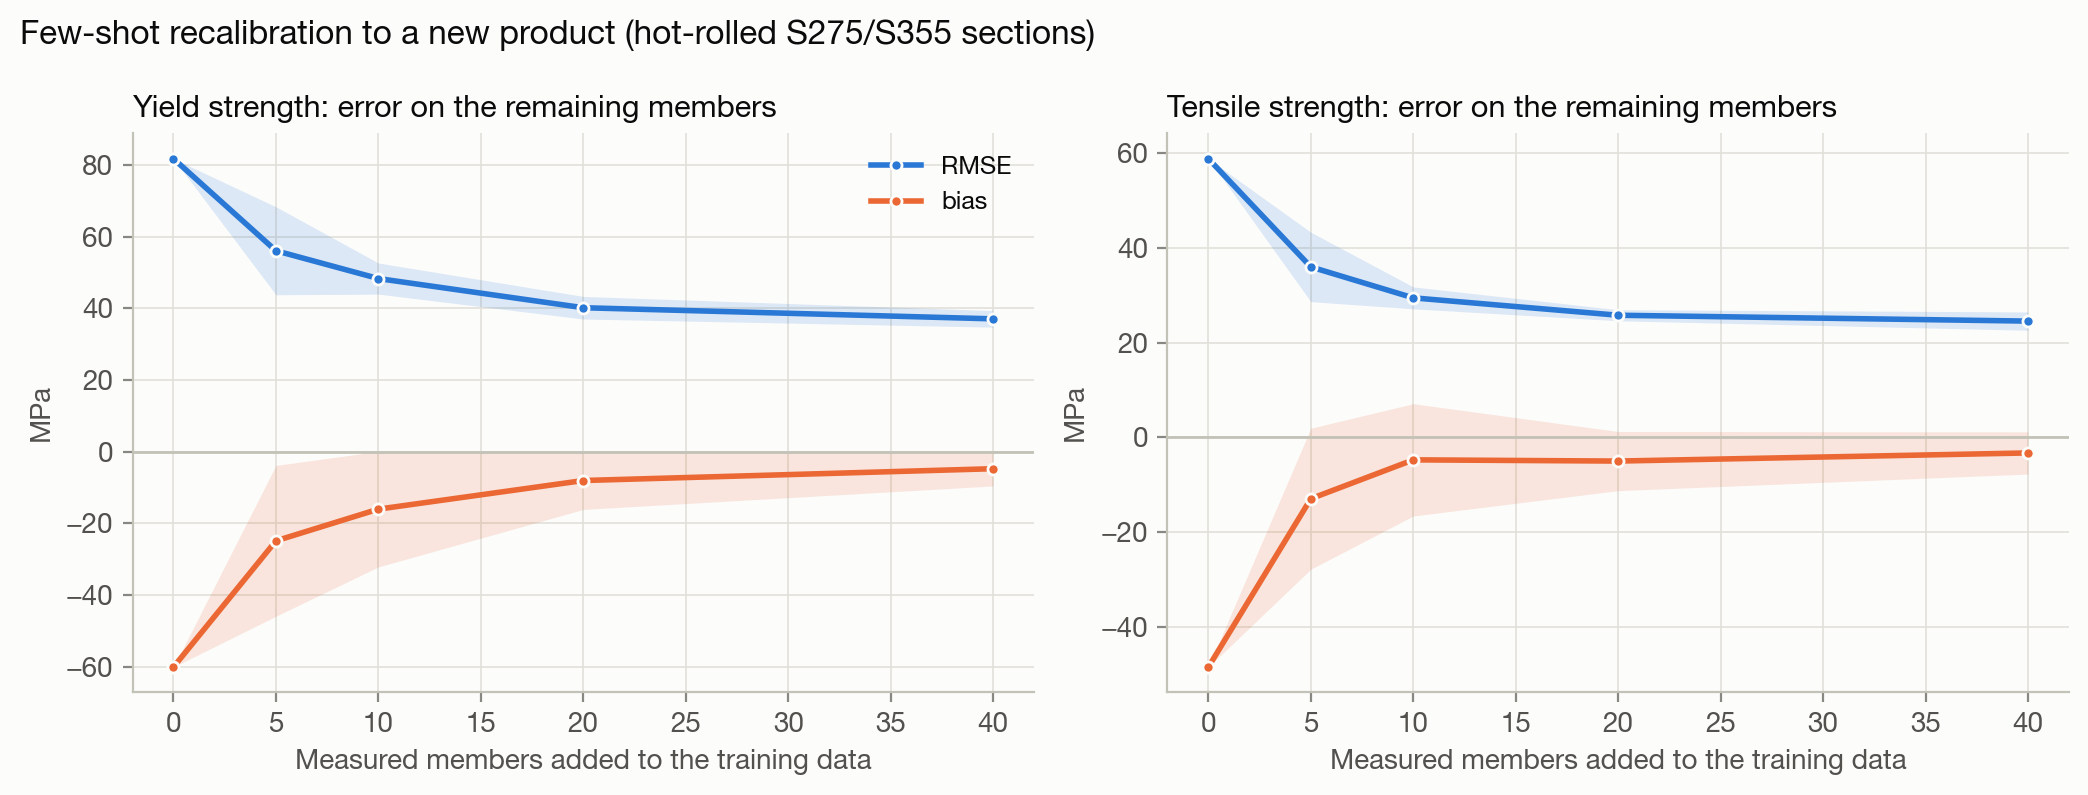 Few-shot recalibration to a new product (hot-rolled S275/S355 sections)
Yield strength: error on the remaining members
80
60
40
20
0
–20
–40
–60
MPa
RMSE
bias
0 5 10 15 20 25 30 35 40
Measured members added to the training data
Tensile strength: error on the remaining members
60
40
20
0
–20
–40
MPa
0 5 10 15 20 25 30 35 40
Measured members added to the training data